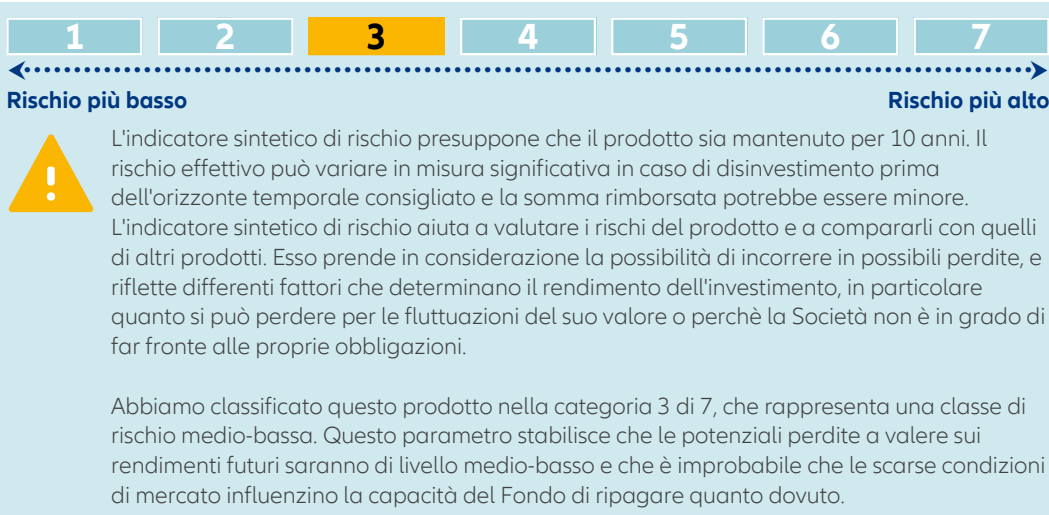 1 2 3 4 5 6 7
Rischio più basso Rischio più alto
L'indicatore sintetico di rischio presuppone che il prodotto sia mantenuto per 10 anni. Il
rischio effettivo può variare in misura significativa in caso di disinvestimento prima
dell'orizzonte temporale consigliato e la somma rimborsata potrebbe essere minore.
L'indicatore sintetico di rischio aiuta a valutare i rischi del prodotto e a compararli con quelli
di altri prodotti. Esso prende in considerazione la possibilità di incorrere in possibili perdite, e
riflette differenti fattori che determinano il rendimento dell'investimento, in particolare
quanto si può perdere per le fluttuazioni del suo valore o perchè la Società non è in grado di
far fronte alle proprie obbligazioni.
Abbiamo classificato questo prodotto nella categoria 3 di 7, che rappresenta una classe di
rischio medio-bassa. Questo parametro stabilisce che le potenziali perdite a valere sui
rendimenti futuri saranno di livello medio-basso e che è improbabile che le scarse condizioni
di mercato influenzino la capacità del Fondo di ripagare quanto dovuto.